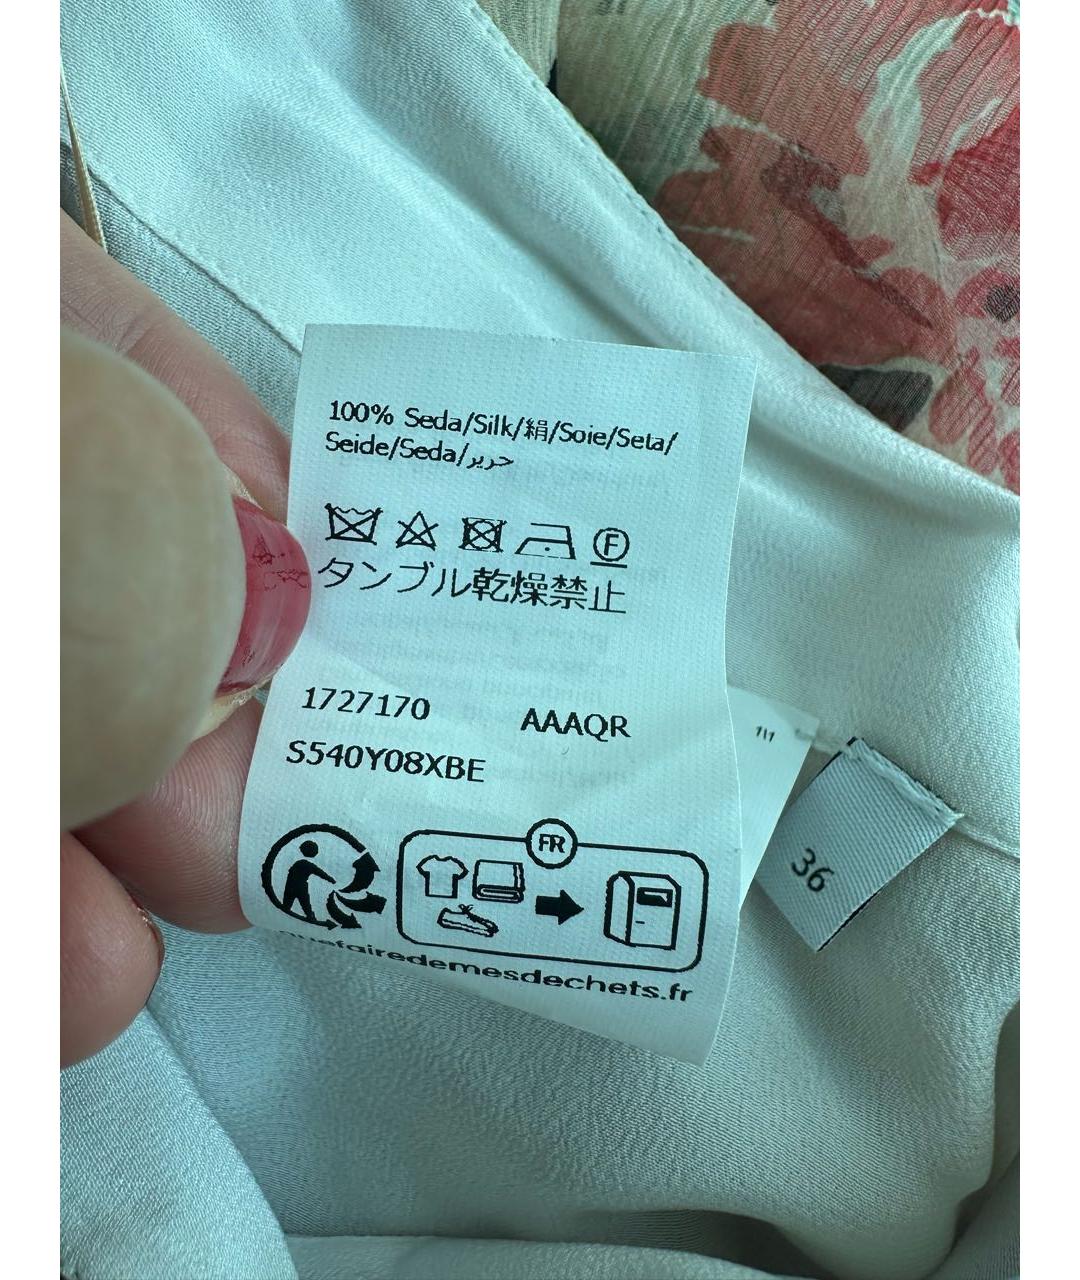 100% Seda/Silk/絹/Soie/Seta/
Seide/Seda/حرير
F
タンブル乾燥禁止
1727170 AAAQR
S540Y08XBE
FR
quefairedemesdechets.fr
36